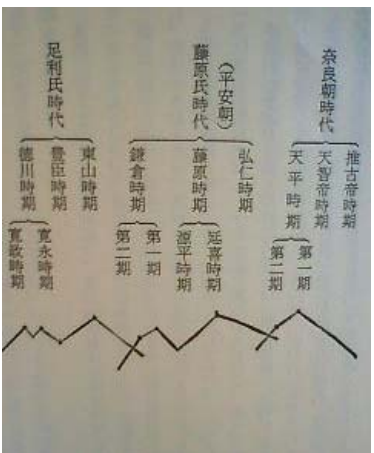 奈良朝時代
推古帝時期
天智帝時期
天平時期
第一期
第二期
(平安朝)
藤原氏時代
弘仁時期
藤原時期
延喜時期
源平時期
鎌倉時期
第一期
第二期
足利氏時代
東山時期
豊臣時期
徳川時期
寛永時期
寛政時期